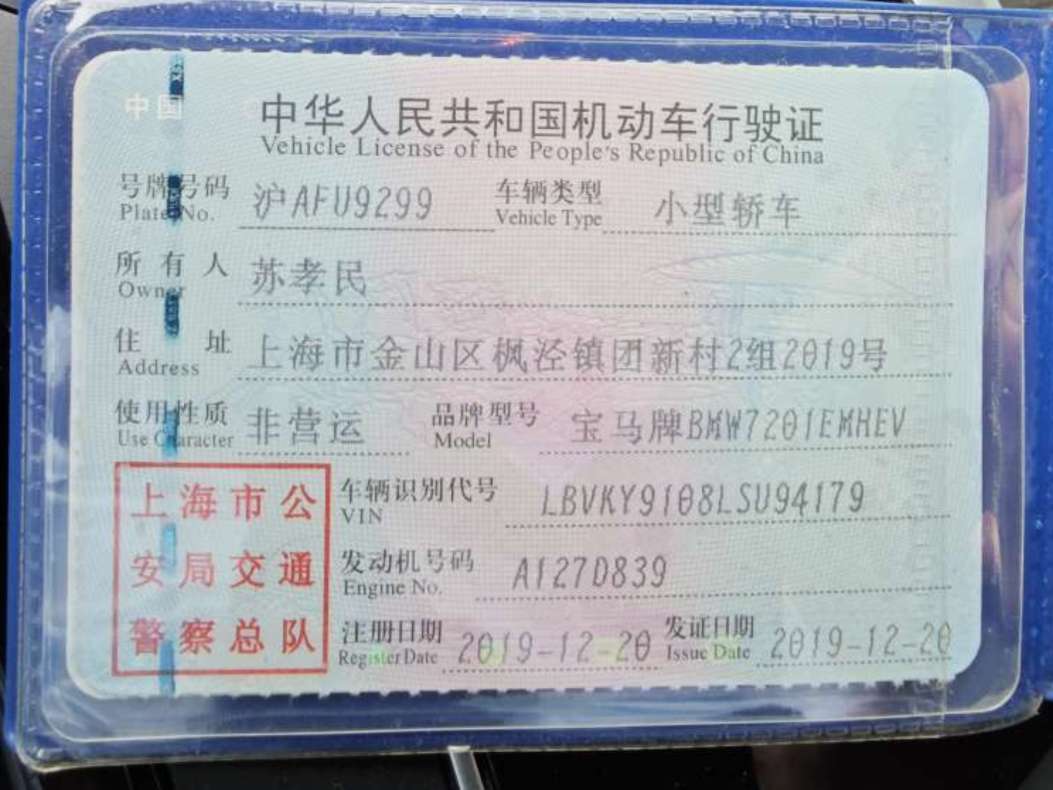 中国
中华人民共和国机动车行驶证
Vehicle License of the People's Republic of China
号牌号码 沪AFU9299 车辆类型 小型轿车
Plate No. Vehicle Type
所有人 苏孝民
Owner
住址 上海市金山区枫泾镇团新村2组2019号
Address
使用性质 非营运 品牌型号 宝马牌BMW7201EMHEV
Use Character Model
上海市公
安局交通
警察总队
车辆识别代号 LBVKY9108LSU94179
VIN
发动机号码 A127D839
Engine No.
注册日期 2019-12-20 发证日期 2019-12-20
Register Date Issue Date